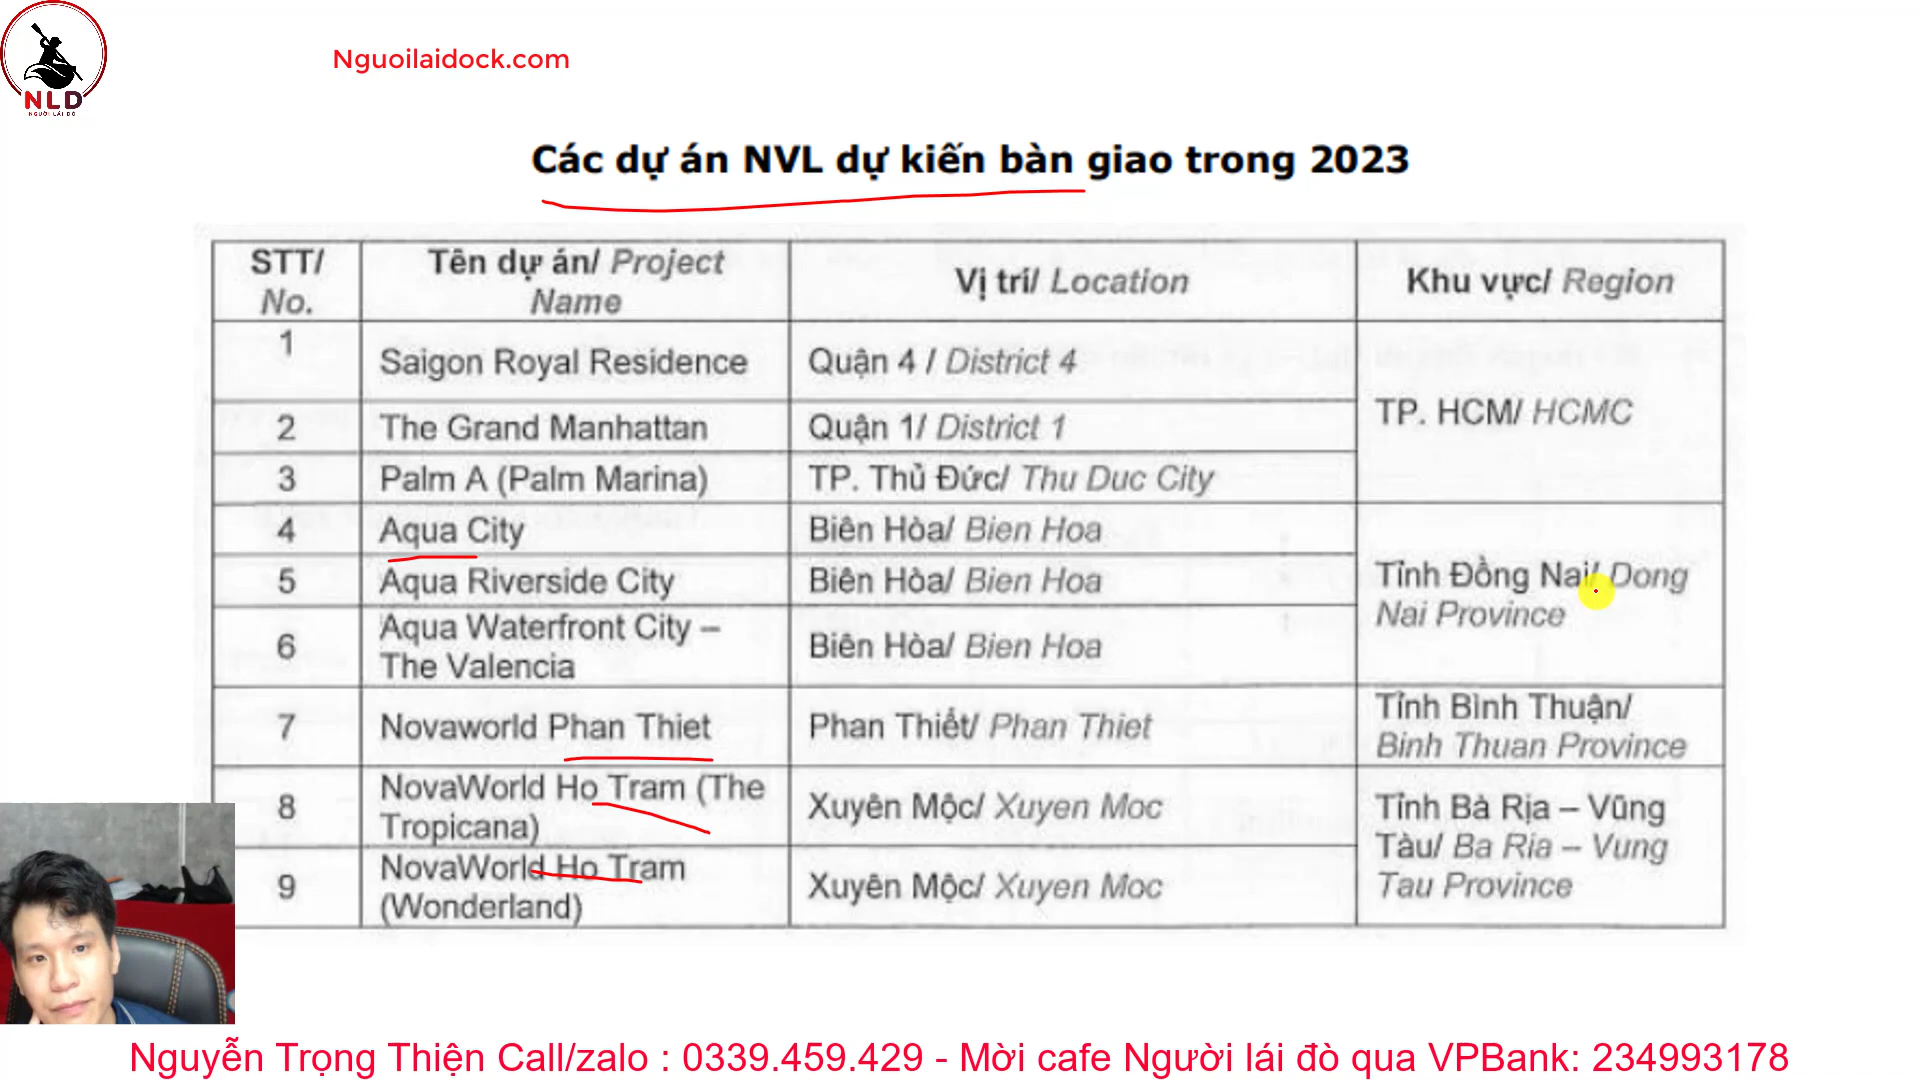 NLD
NGƯỜI LÁI ĐÒ
Nguoilaidock.com
Các dự án NVL dự kiến bàn giao trong 2023
STT/ No.
Tên dự án/ Project Name
Vị trí/ Location
Khu vực/ Region
1
Saigon Royal Residence
Quận 4 / District 4
TP. HCM/ HCMC
2
The Grand Manhattan
Quận 1/ District 1
3
Palm A (Palm Marina)
TP. Thủ Đức/ Thu Duc City
4
Aqua City
Biên Hòa/ Bien Hoa
Tỉnh Đồng Nai/ Dong
Nai Province
5
Aqua Riverside City
Biên Hòa/ Bien Hoa
6
Aqua Waterfront City –
The Valencia
Biên Hòa/ Bien Hoa
7
Novaworld Phan Thiet
Phan Thiết/ Phan Thiet
Tỉnh Bình Thuận/
Binh Thuan Province
8
NovaWorld Ho Tram (The
Tropicana)
Xuyên Mộc/ Xuyen Moc
Tỉnh Bà Rịa – Vũng
Tàu/ Ba Ria – Vung
Tau Province
9
NovaWorld Ho Tram
(Wonderland)
Xuyên Mộc/ Xuyen Moc
Nguyễn Trọng Thiện Call/zalo : 0339.459.429 - Mời cafe Người lái đò qua VPBank: 234993178